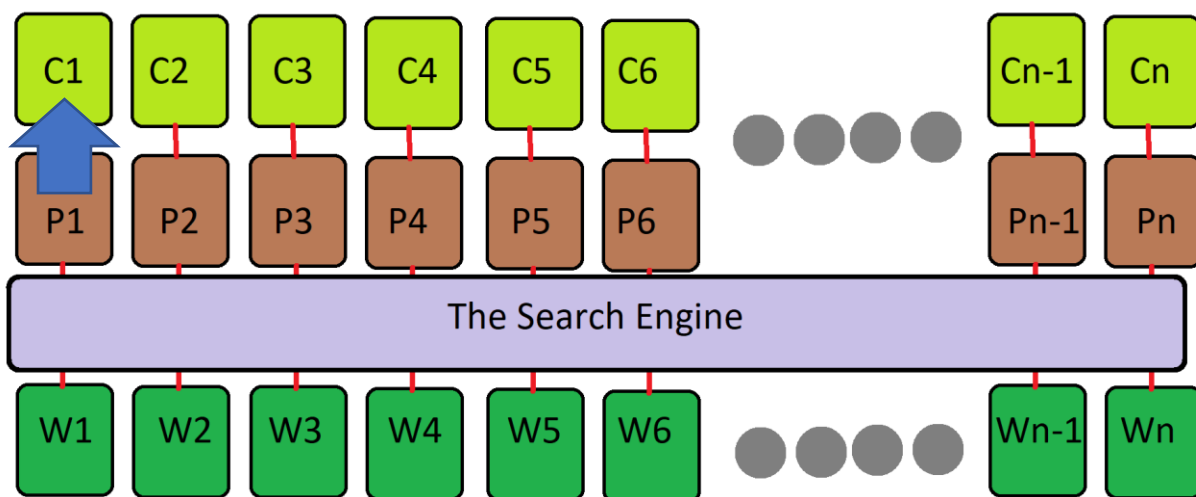 C1 C2 C3 C4 C5 C6 Cn-1 Cn
P1 P2 P3 P4 P5 P6 Pn-1 Pn
The Search Engine
W1 W2 W3 W4 W5 W6 Wn-1 Wn